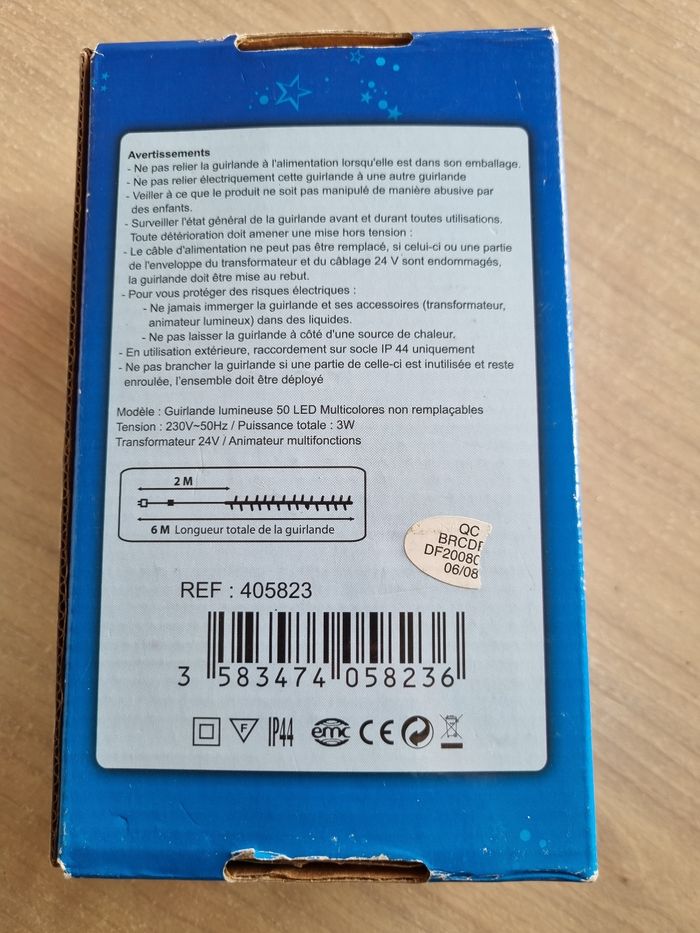 Avertissements
- Ne pas relier la guirlande à l'alimentation lorsqu'elle est dans son emballage.
- Ne pas relier électriquement cette guirlande à une autre guirlande
- Veiller à ce que le produit ne soit pas manipulé de manière abusive par
des enfants.
- Surveiller l'état général de la guirlande avant et durant toutes utilisations.
Toute détérioration doit amener une mise hors tension :
- Le câble d'alimentation ne peut pas être remplacé, si celui-ci ou une partie
de l'enveloppe du transformateur et du câblage 24 V sont endommagés,
la guirlande doit être mise au rebut.
- Pour vous protéger des risques électriques :
- Ne jamais immerger la guirlande et ses accessoires (transformateur,
animateur lumineux) dans des liquides.
- Ne pas laisser la guirlande à côté d'une source de chaleur.
- En utilisation extérieure, raccordement sur socle IP 44 uniquement
- Ne pas brancher la guirlande si une partie de celle-ci est inutilisée et reste
enroulée, l'ensemble doit être déployé
Modèle : Guirlande lumineuse 50 LED Multicolores non remplaçables
Tension : 230V~50Hz / Puissance totale : 3W
Transformateur 24V / Animateur multifonctions
2 M
6 M Longueur totale de la guirlande
QC
BRCDF
DF20080
06/08
REF : 405823
3 583474 058236
F IP44 emc CE